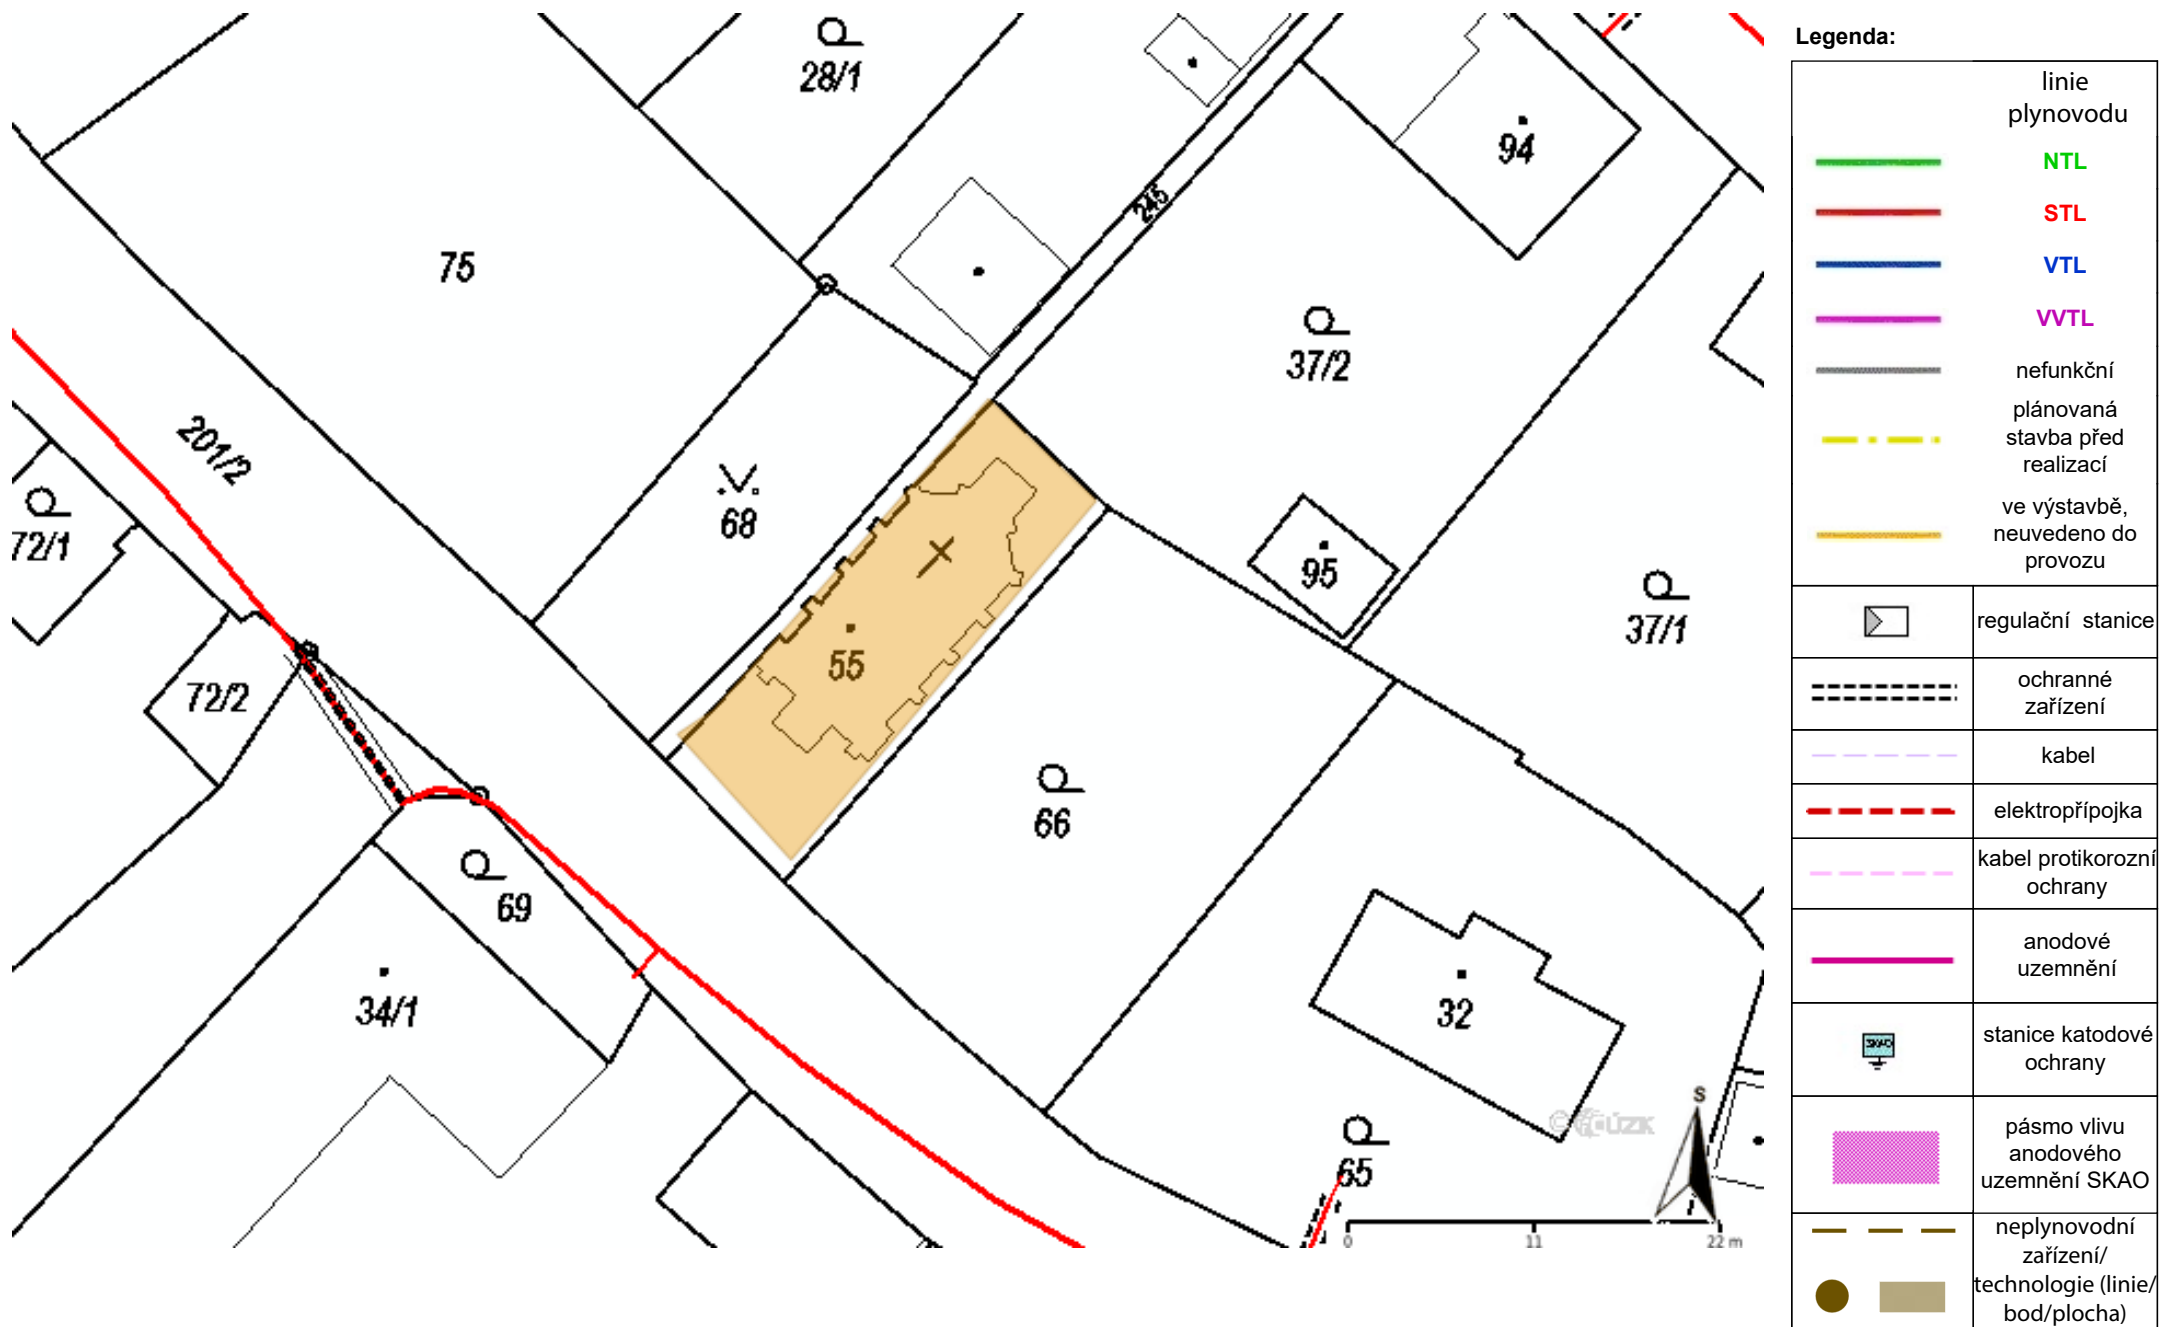 28/1
94
245
75
37/2
201/2
68
72/1
95
37/1
55
72/2
66
69
34/1
32
65
S
0 11 22 m
Legenda:
linie
plynovodu
NTL
STL
VTL
VVTL
nefunkční
plánovaná
stavba před
realizací
ve výstavbě,
neuvedeno do
provozu
regulační stanice
ochranné
zařízení
kabel
elektropřípojka
kabel protikorozní
ochrany
anodové
uzemnění
SKAO
stanice katodové
ochrany
pásmo vlivu
anodového
uzemnění SKAO
neplynovodní
zařízení/
technologie (linie/
bod/plocha)